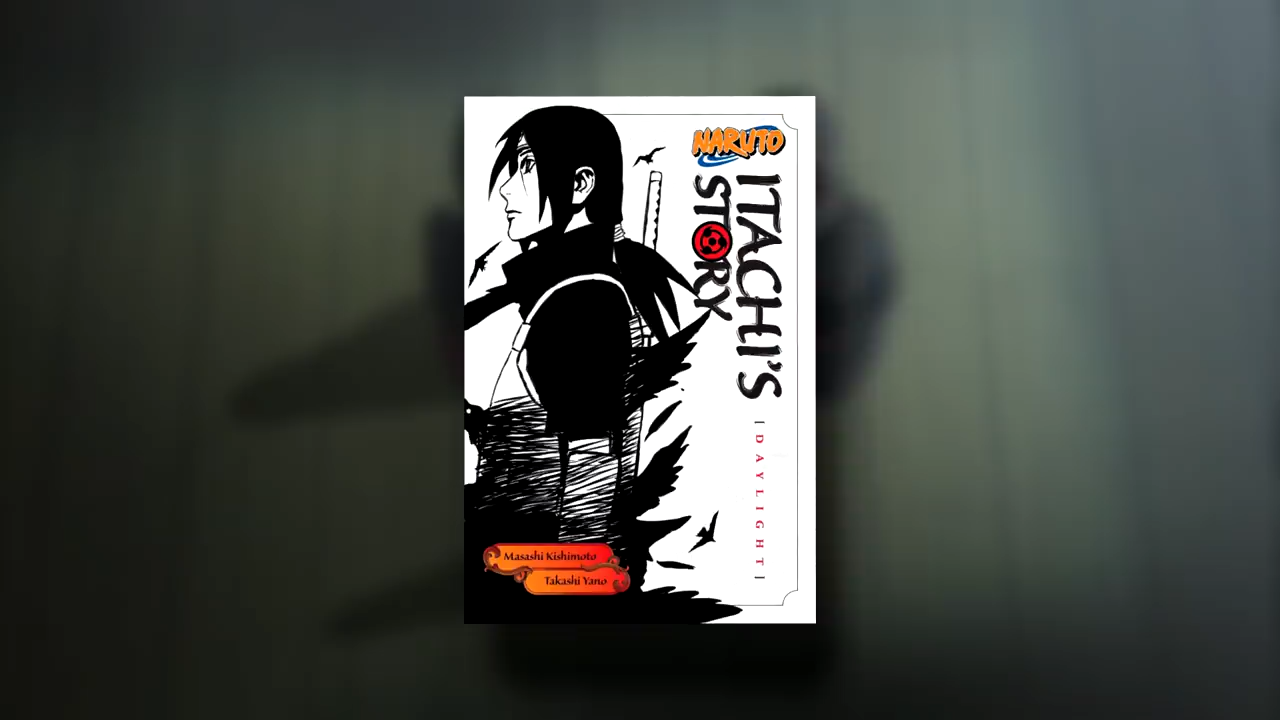 NARUTO
ITACHI'S
STORY
[DAYLIGHT]
Masashi Kishimoto
Takashi Yano